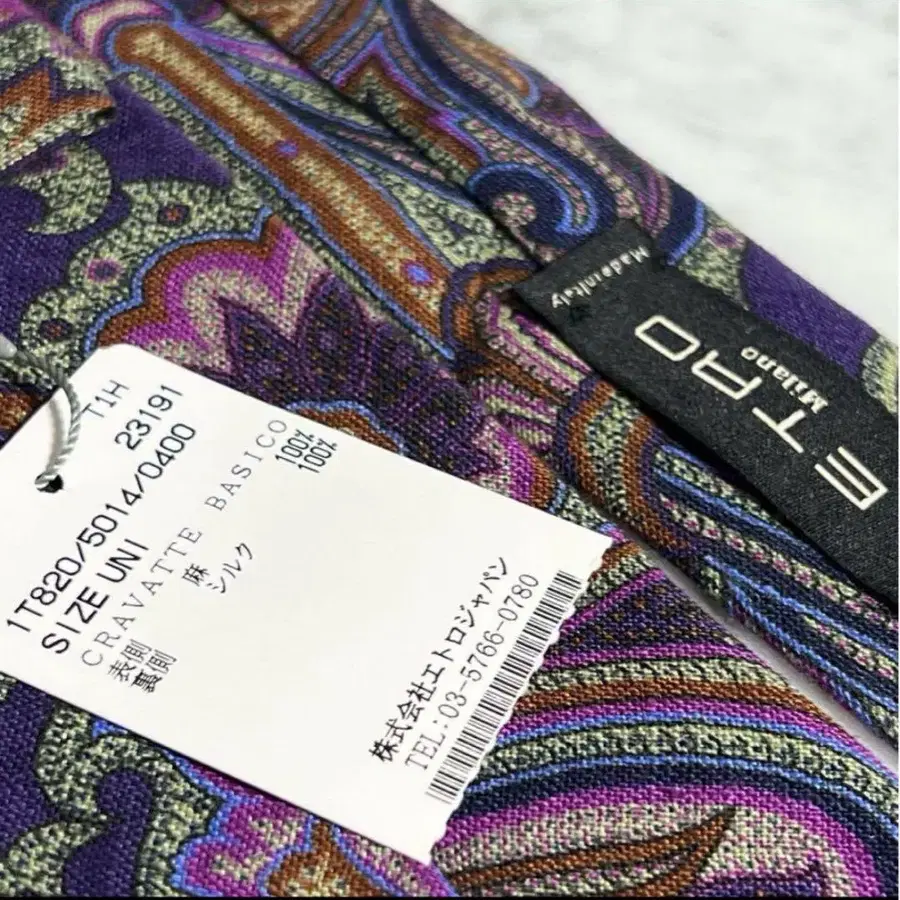 T1H
23191
1T820/5014/0400
SIZE UNI
CRAVATTE BASICO
表側 麻 100%
裏側 シルク 100%
株式会社エトロジャパン
TEL:03-5766-0780
Made in Italy
ETRO
Milano